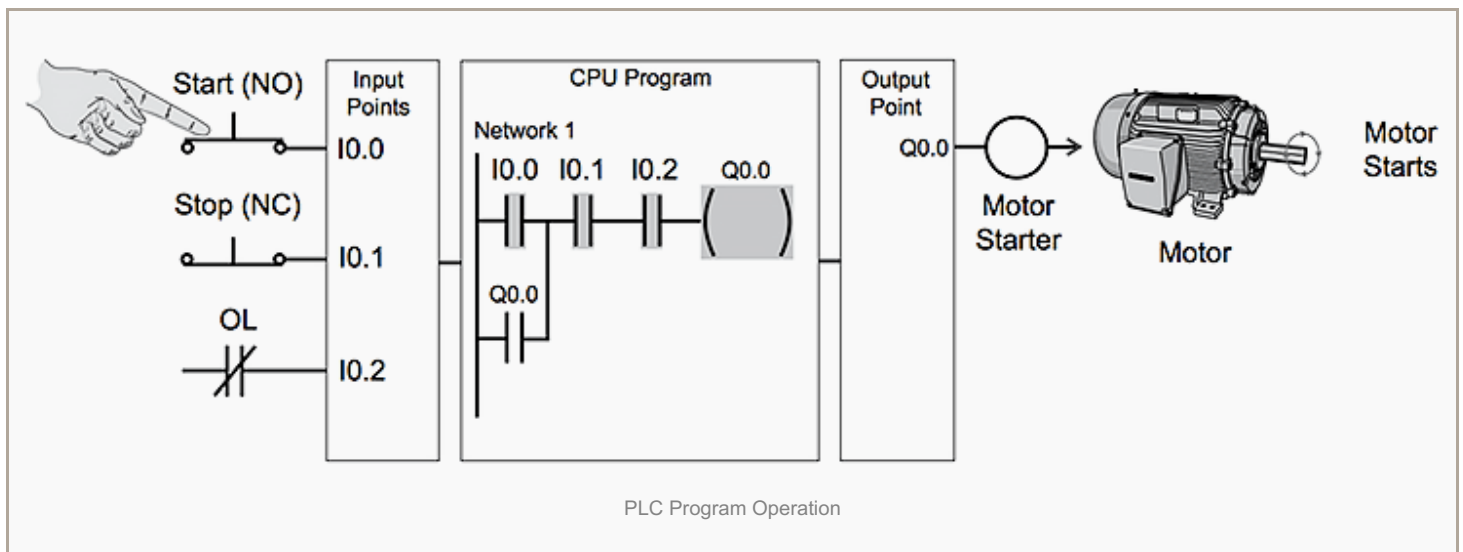 Start (NO)
Input
Points
I0.0
Stop (NC)
I0.1
OL
I0.2
CPU Program
Network 1
I0.0 I0.1 I0.2 Q0.0
Q0.0
Output
Point
Q0.0
Motor
Starter
Motor
Motor
Starts
PLC Program Operation